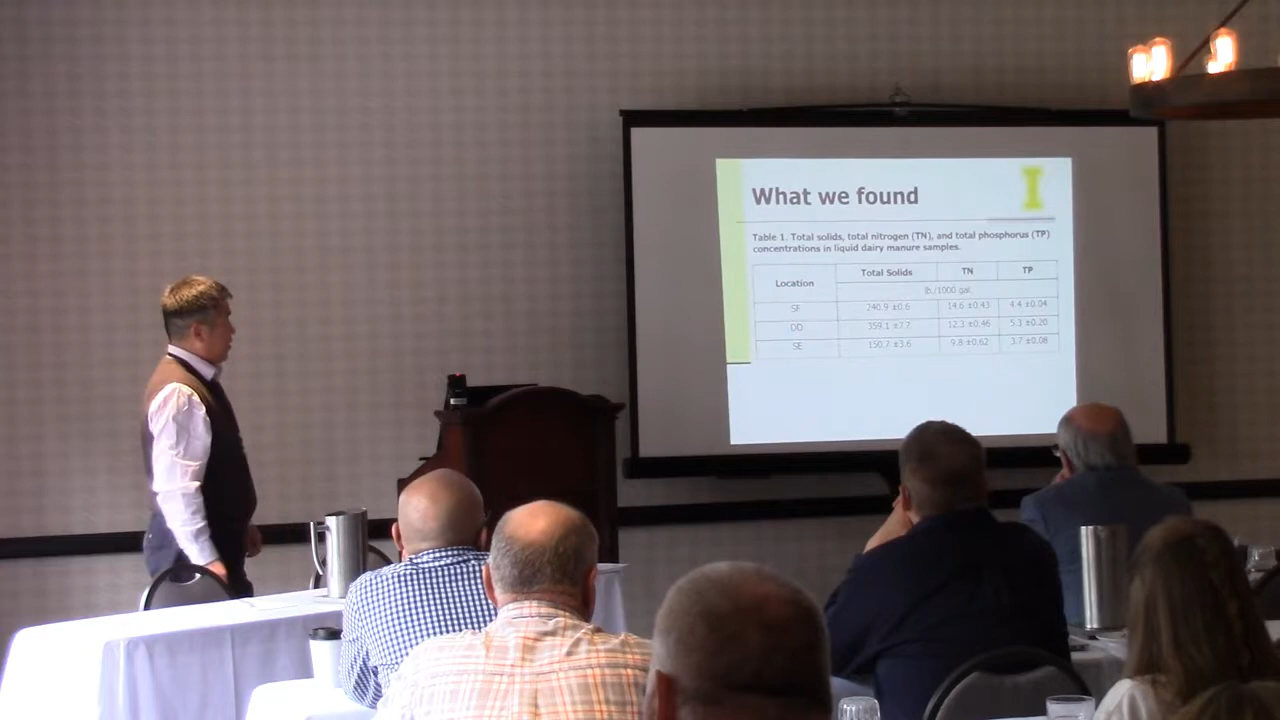 What we found
I
Table 1. Total solids, total nitrogen (TN), and total phosphorus (TP)
concentrations in liquid dairy manure samples.
Location Total Solids TN TP
lb./1000 gal.
SF 240.9 ±0.6 14.6 ±0.43 4.4 ±0.04
DD 359.1 ±7.7 12.3 ±0.46 5.3 ±0.20
SE 150.7 ±3.6 9.8 ±0.62 3.7 ±0.08